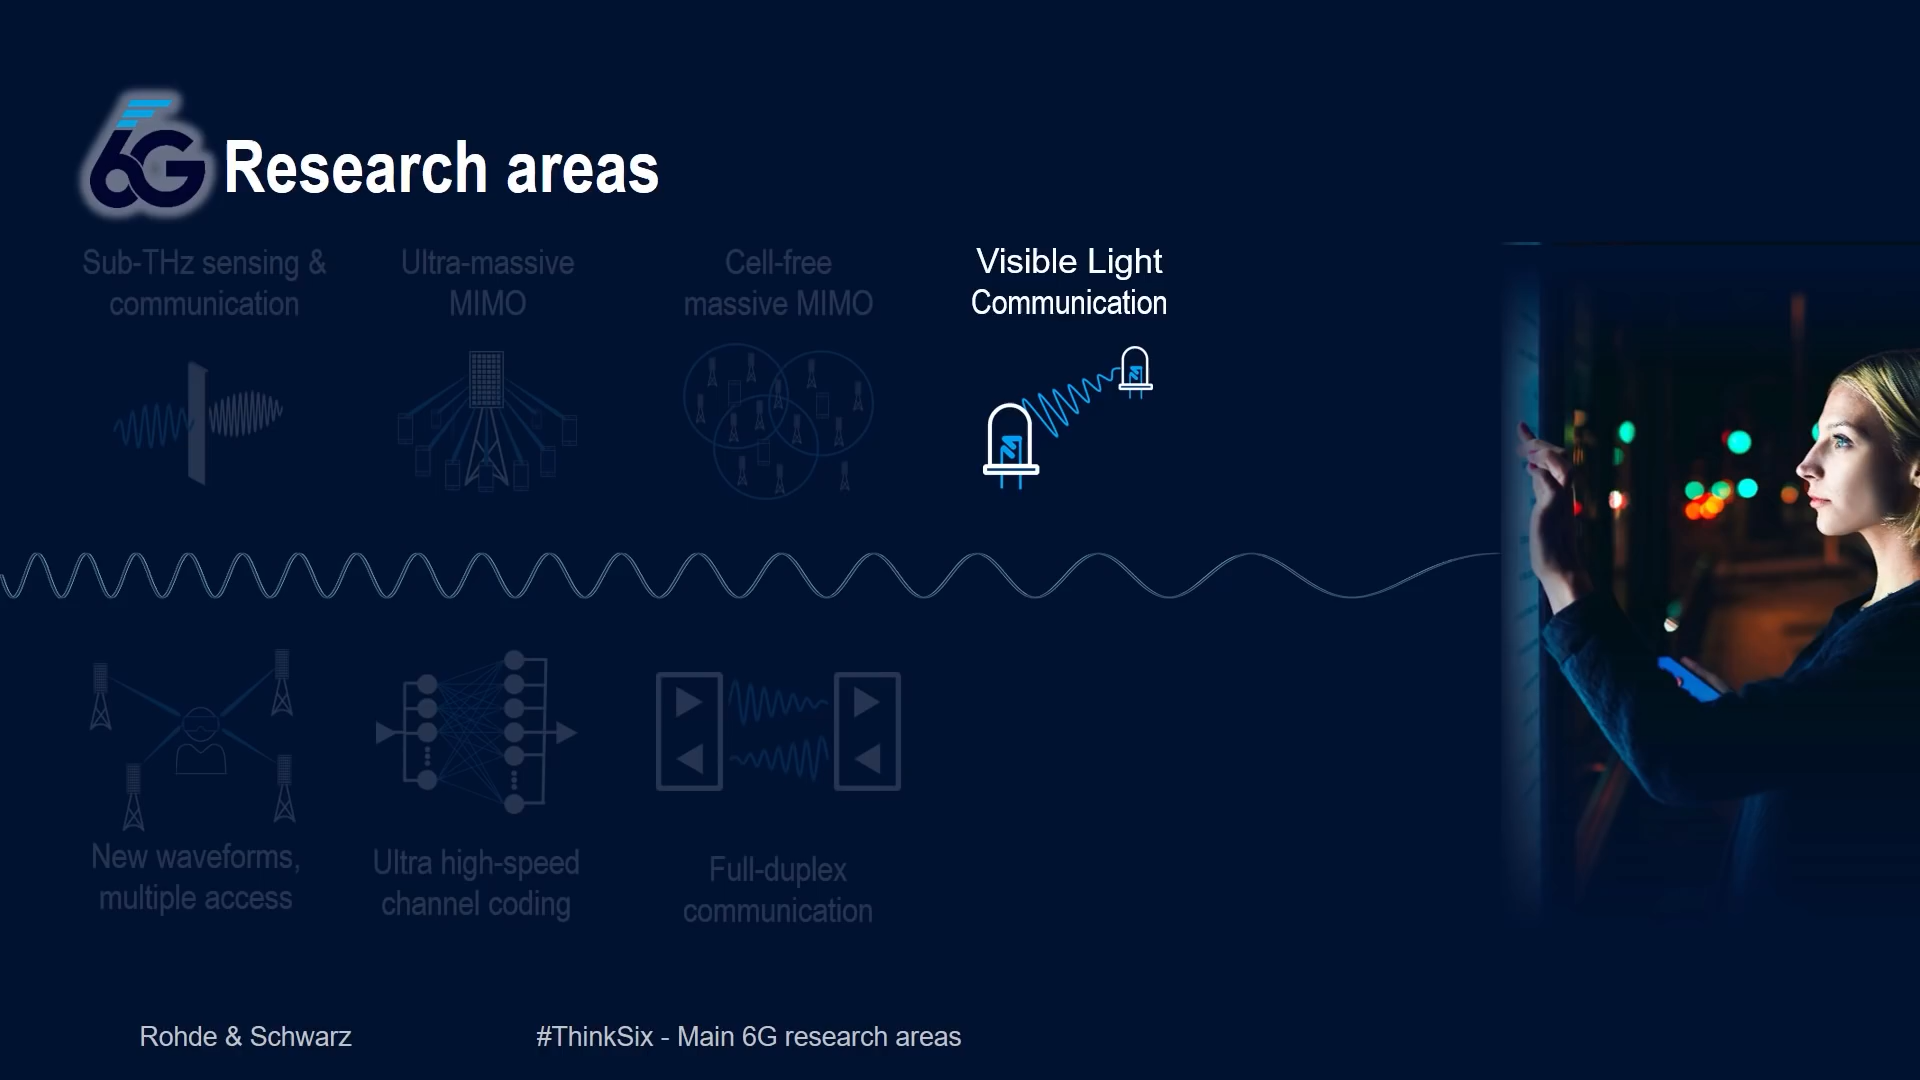 6G Research areas
Sub-THz sensing &
communication
Ultra-massive
MIMO
Cell-free
massive MIMO
Visible Light
Communication
New waveforms,
multiple access
Ultra high-speed
channel coding
Full-duplex
communication
Rohde & Schwarz
#ThinkSix - Main 6G research areas